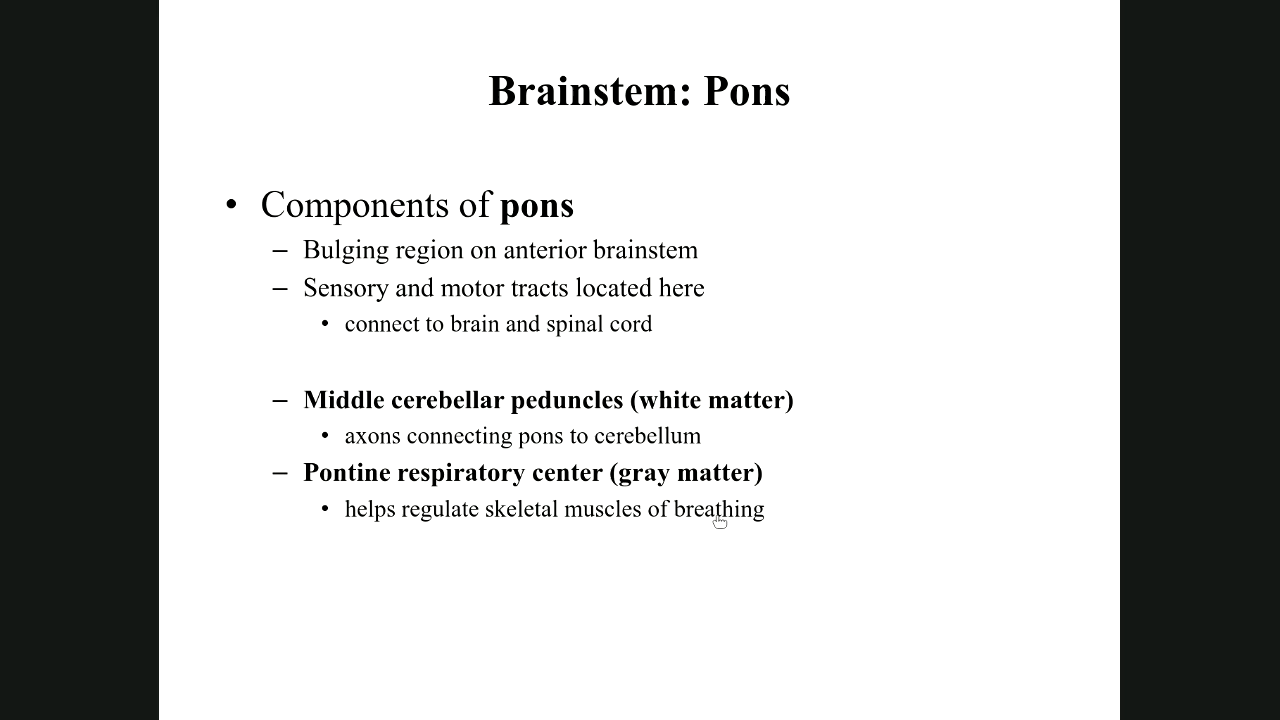 Brainstem: Pons
• Components of pons
– Bulging region on anterior brainstem
– Sensory and motor tracts located here
• connect to brain and spinal cord
– Middle cerebellar peduncles (white matter)
• axons connecting pons to cerebellum
– Pontine respiratory center (gray matter)
• helps regulate skeletal muscles of breathing